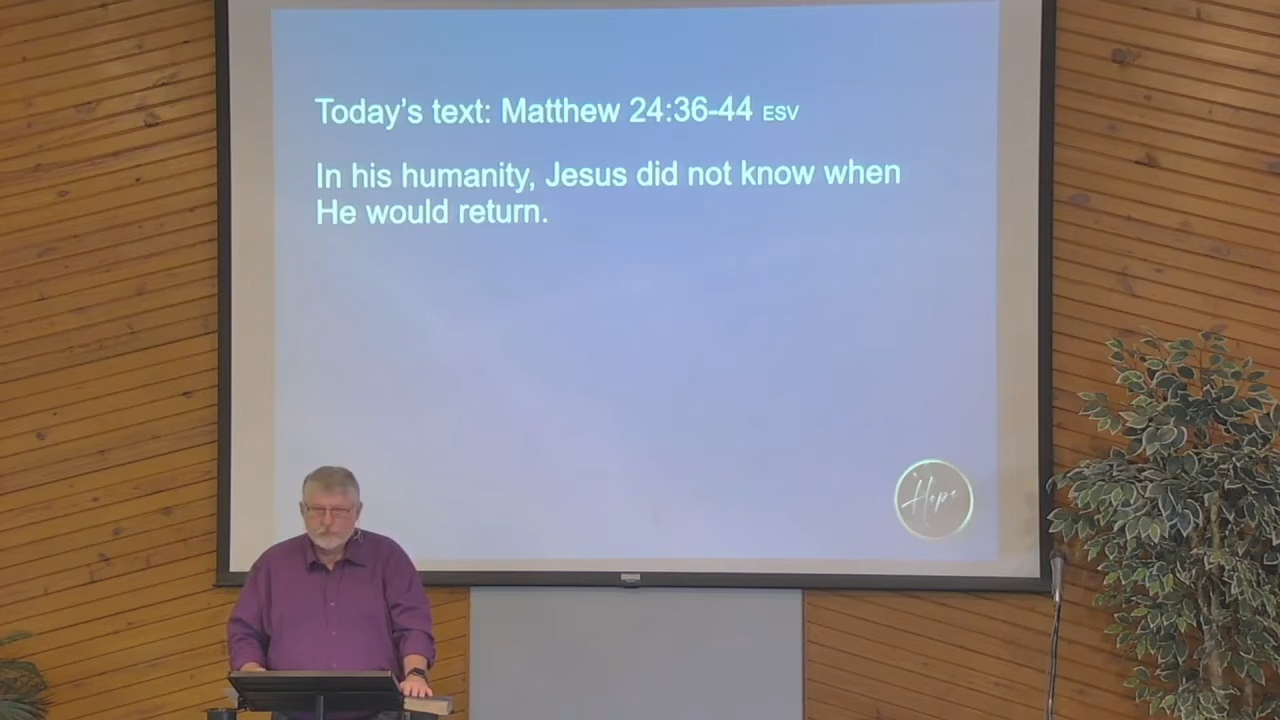 Today's text: Matthew 24:36-44 ESV
In his humanity, Jesus did not know when
He would return.
Hope